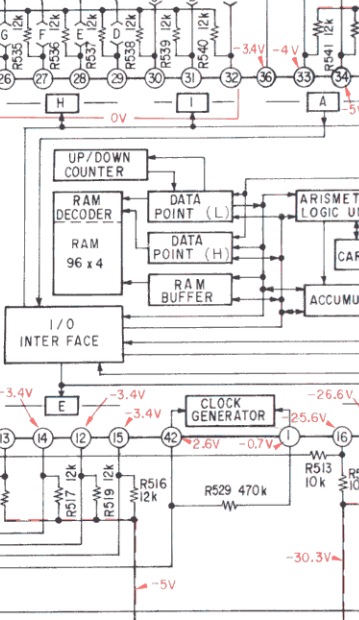 G F E D
R535 12k R536 12k R537 12k R538 12k R539 12k R540 12k R541 12k
-3.4V -4V
26 27 28 29 30 31 32 36 33 34
H I A
0V
UP/DOWN
COUNTER
RAM
DECODER
RAM
96 x 4
DATA
POINT (L)
DATA
POINT (H)
RAM
BUFFER
ARISMET
LOGIC U
CAR
ACCUMU
I/O
INTER FACE
E
CLOCK
GENERATOR
-3.4V -3.4V -3.4V
-26.6V
-25.6V
13 14 12 15 42 1 16
2.6V -0.7V
R517 12k
R519 12k
R516
12k
R529 470k
R513
10k
-30.3V
-5V